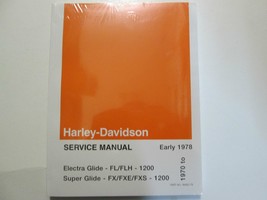 Harley-Davidson
SERVICE MANUAL Early 1978
Electra Glide - FL/FLH - 1200
Super Glide - FX/FXE/FXS - 1200
1970 to